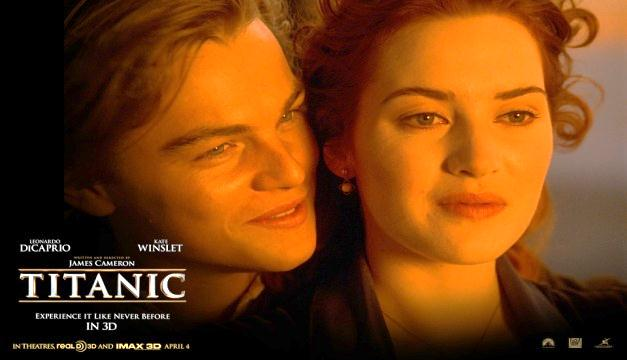 LEONARDO DiCAPRIO
KATE WINSLET
WRITTEN AND DIRECTED BY
JAMES CAMERON
TITANIC
EXPERIENCE IT LIKE NEVER BEFORE
IN 3D
IN THEATRES, REALD 3D AND IMAX 3D APRIL 4